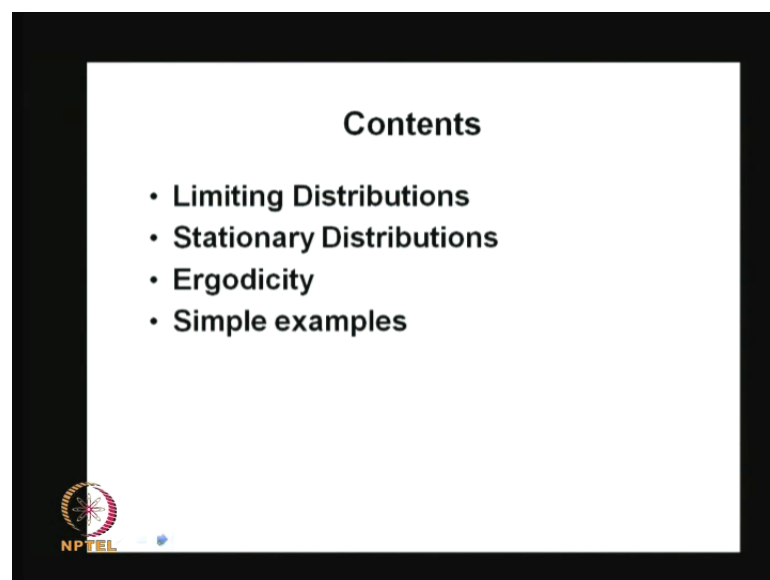 Contents
• Limiting Distributions
• Stationary Distributions
• Ergodicity
• Simple examples
NPTEL